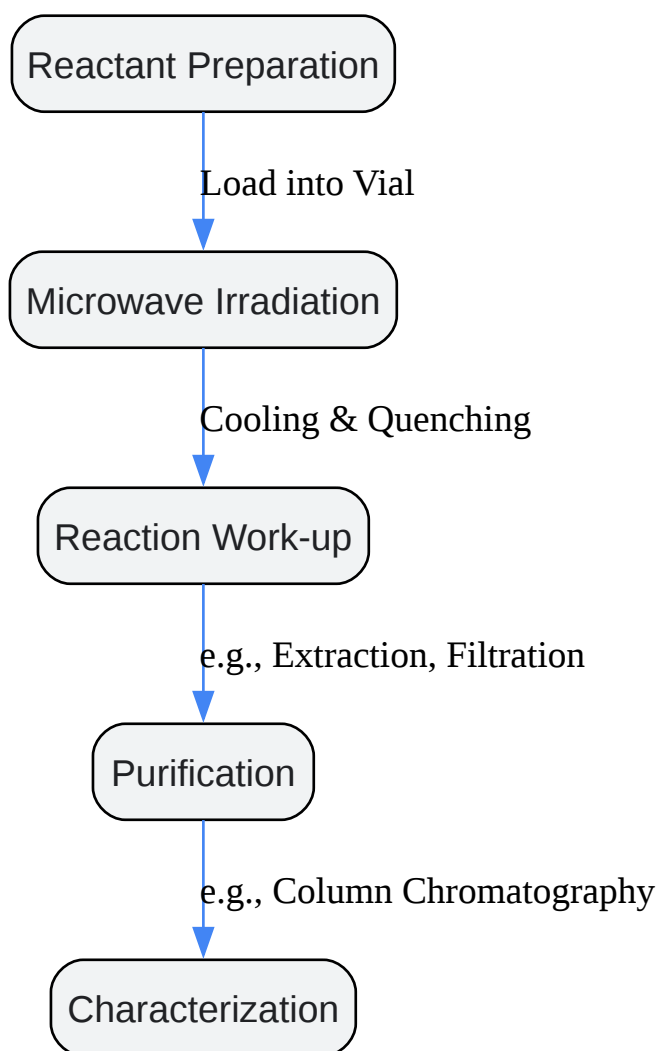 Reactant Preparation
Load into Vial
Microwave Irradiation
Cooling & Quenching
Reaction Work-up
e.g., Extraction, Filtration
Purification
e.g., Column Chromatography
Characterization